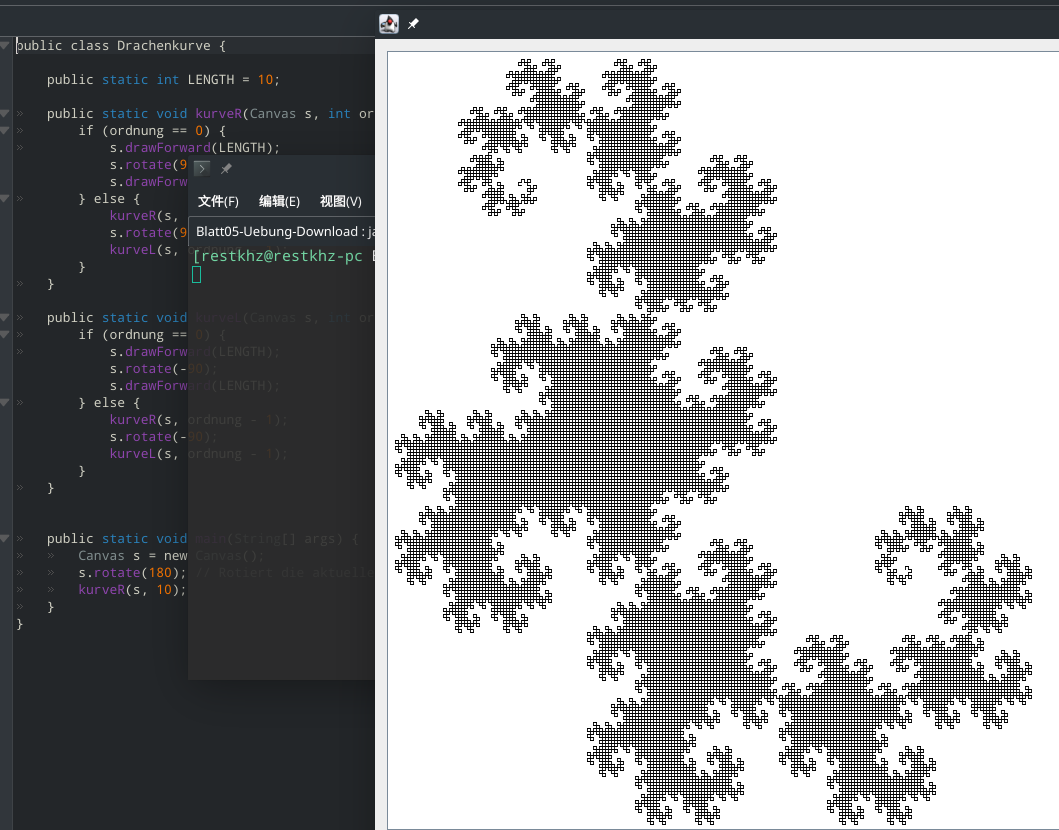 public class Drachenkurve {
public static int LENGTH = 10;
public static void kurveR(Canvas s, int or
if (ordnung == 0) {
s.drawForward(LENGTH);
s.rotate(9
s.drawForw
} else {
kurveR(s,
s.rotate(9
kurveL(s, ordnung - 1);
}
}
public static void kurveL(Canvas s, int or
if (ordnung == 0) {
s.drawForward(LENGTH);
s.rotate(-90);
s.drawForward(LENGTH);
} else {
kurveR(s, ordnung - 1);
s.rotate(-90);
kurveL(s, ordnung - 1);
}
}
public static void main(String[] args) {
Canvas s = new Canvas();
s.rotate(180); // Rotiert die aktuelle
kurveR(s, 10);
}
}
文件(F) 编辑(E) 视图(V)
Blatt05-Uebung-Download : ja
[restkhz@restkhz-pc